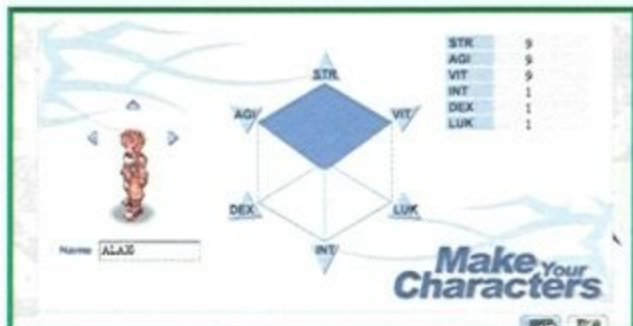 STR 9
AGI 9
VIT 9
INT 1
DEX 1
LUK 1
STR
AGI
VIT
DEX
LUK
INT
Name
Make Your
Characters